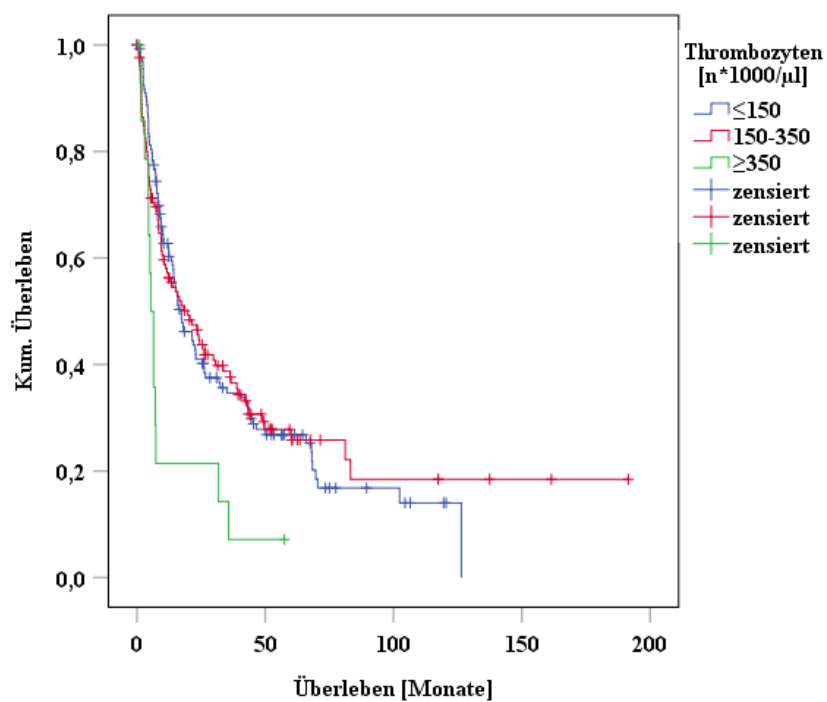 Kum. Überleben
1,0
0,8
0,6
0,4
0,2
0,0
0
50
100
150
200
Überleben [Monate]
Thrombozyten
[n*1000/µl]
≤150
150-350
≥350
zensiert
zensiert
zensiert